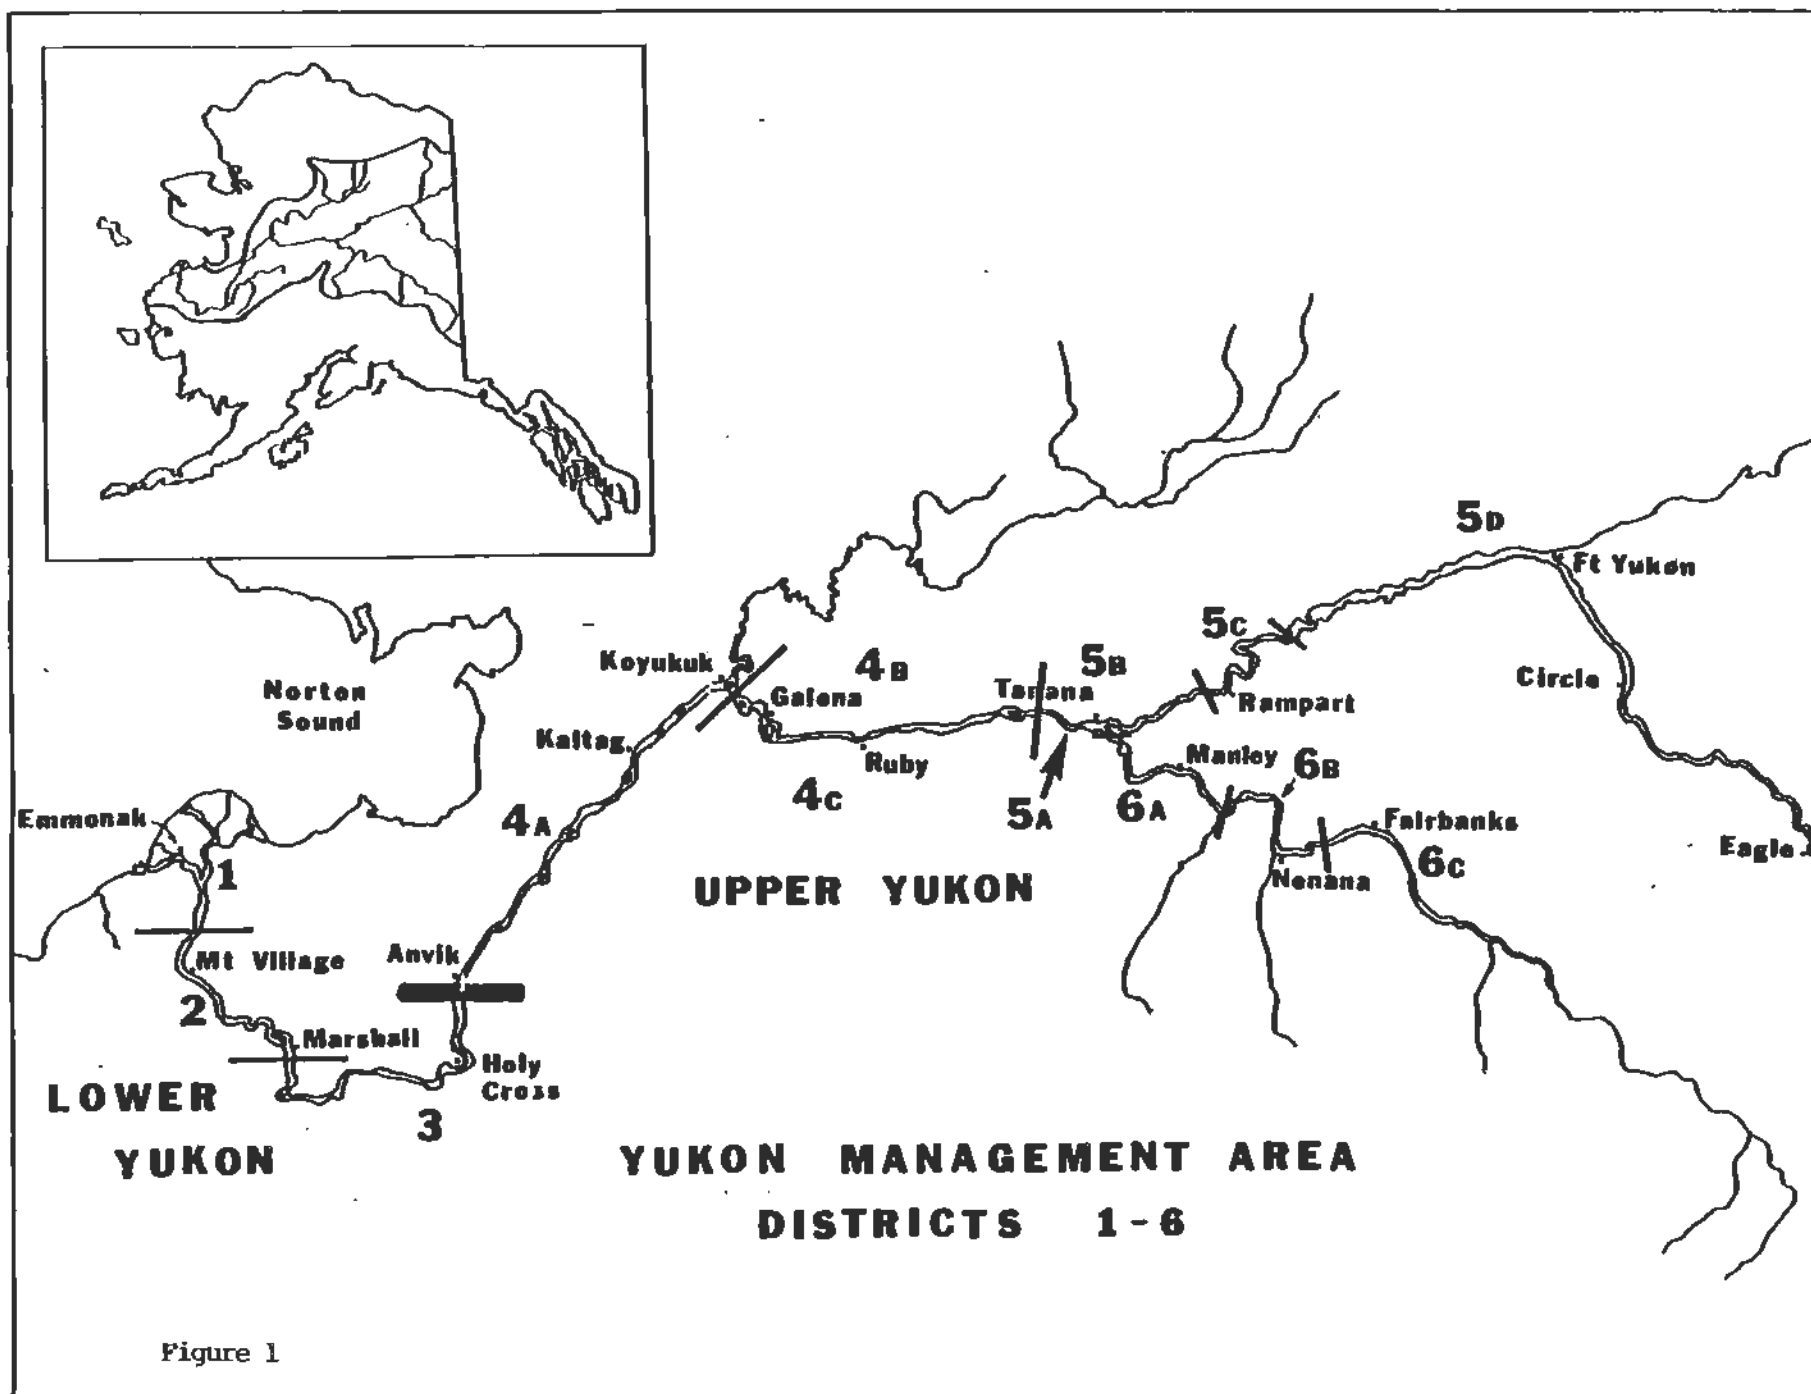 5D
Ft Yukon
5C
Koyukuk
4B
5B
Norton
Sound
Galena
Tanana
Rampart
Circle
Kaltag
Ruby
Manley
6B
4C
5A
6A
Emmonak
4A
Fairbanks
Eagle
1
UPPER YUKON
Nenana
6C
Anvik
Mt Village
2
Marshall
Holy
Cross
LOWER
YUKON
3
YUKON MANAGEMENT AREA
DISTRICTS 1-6
Figure 1